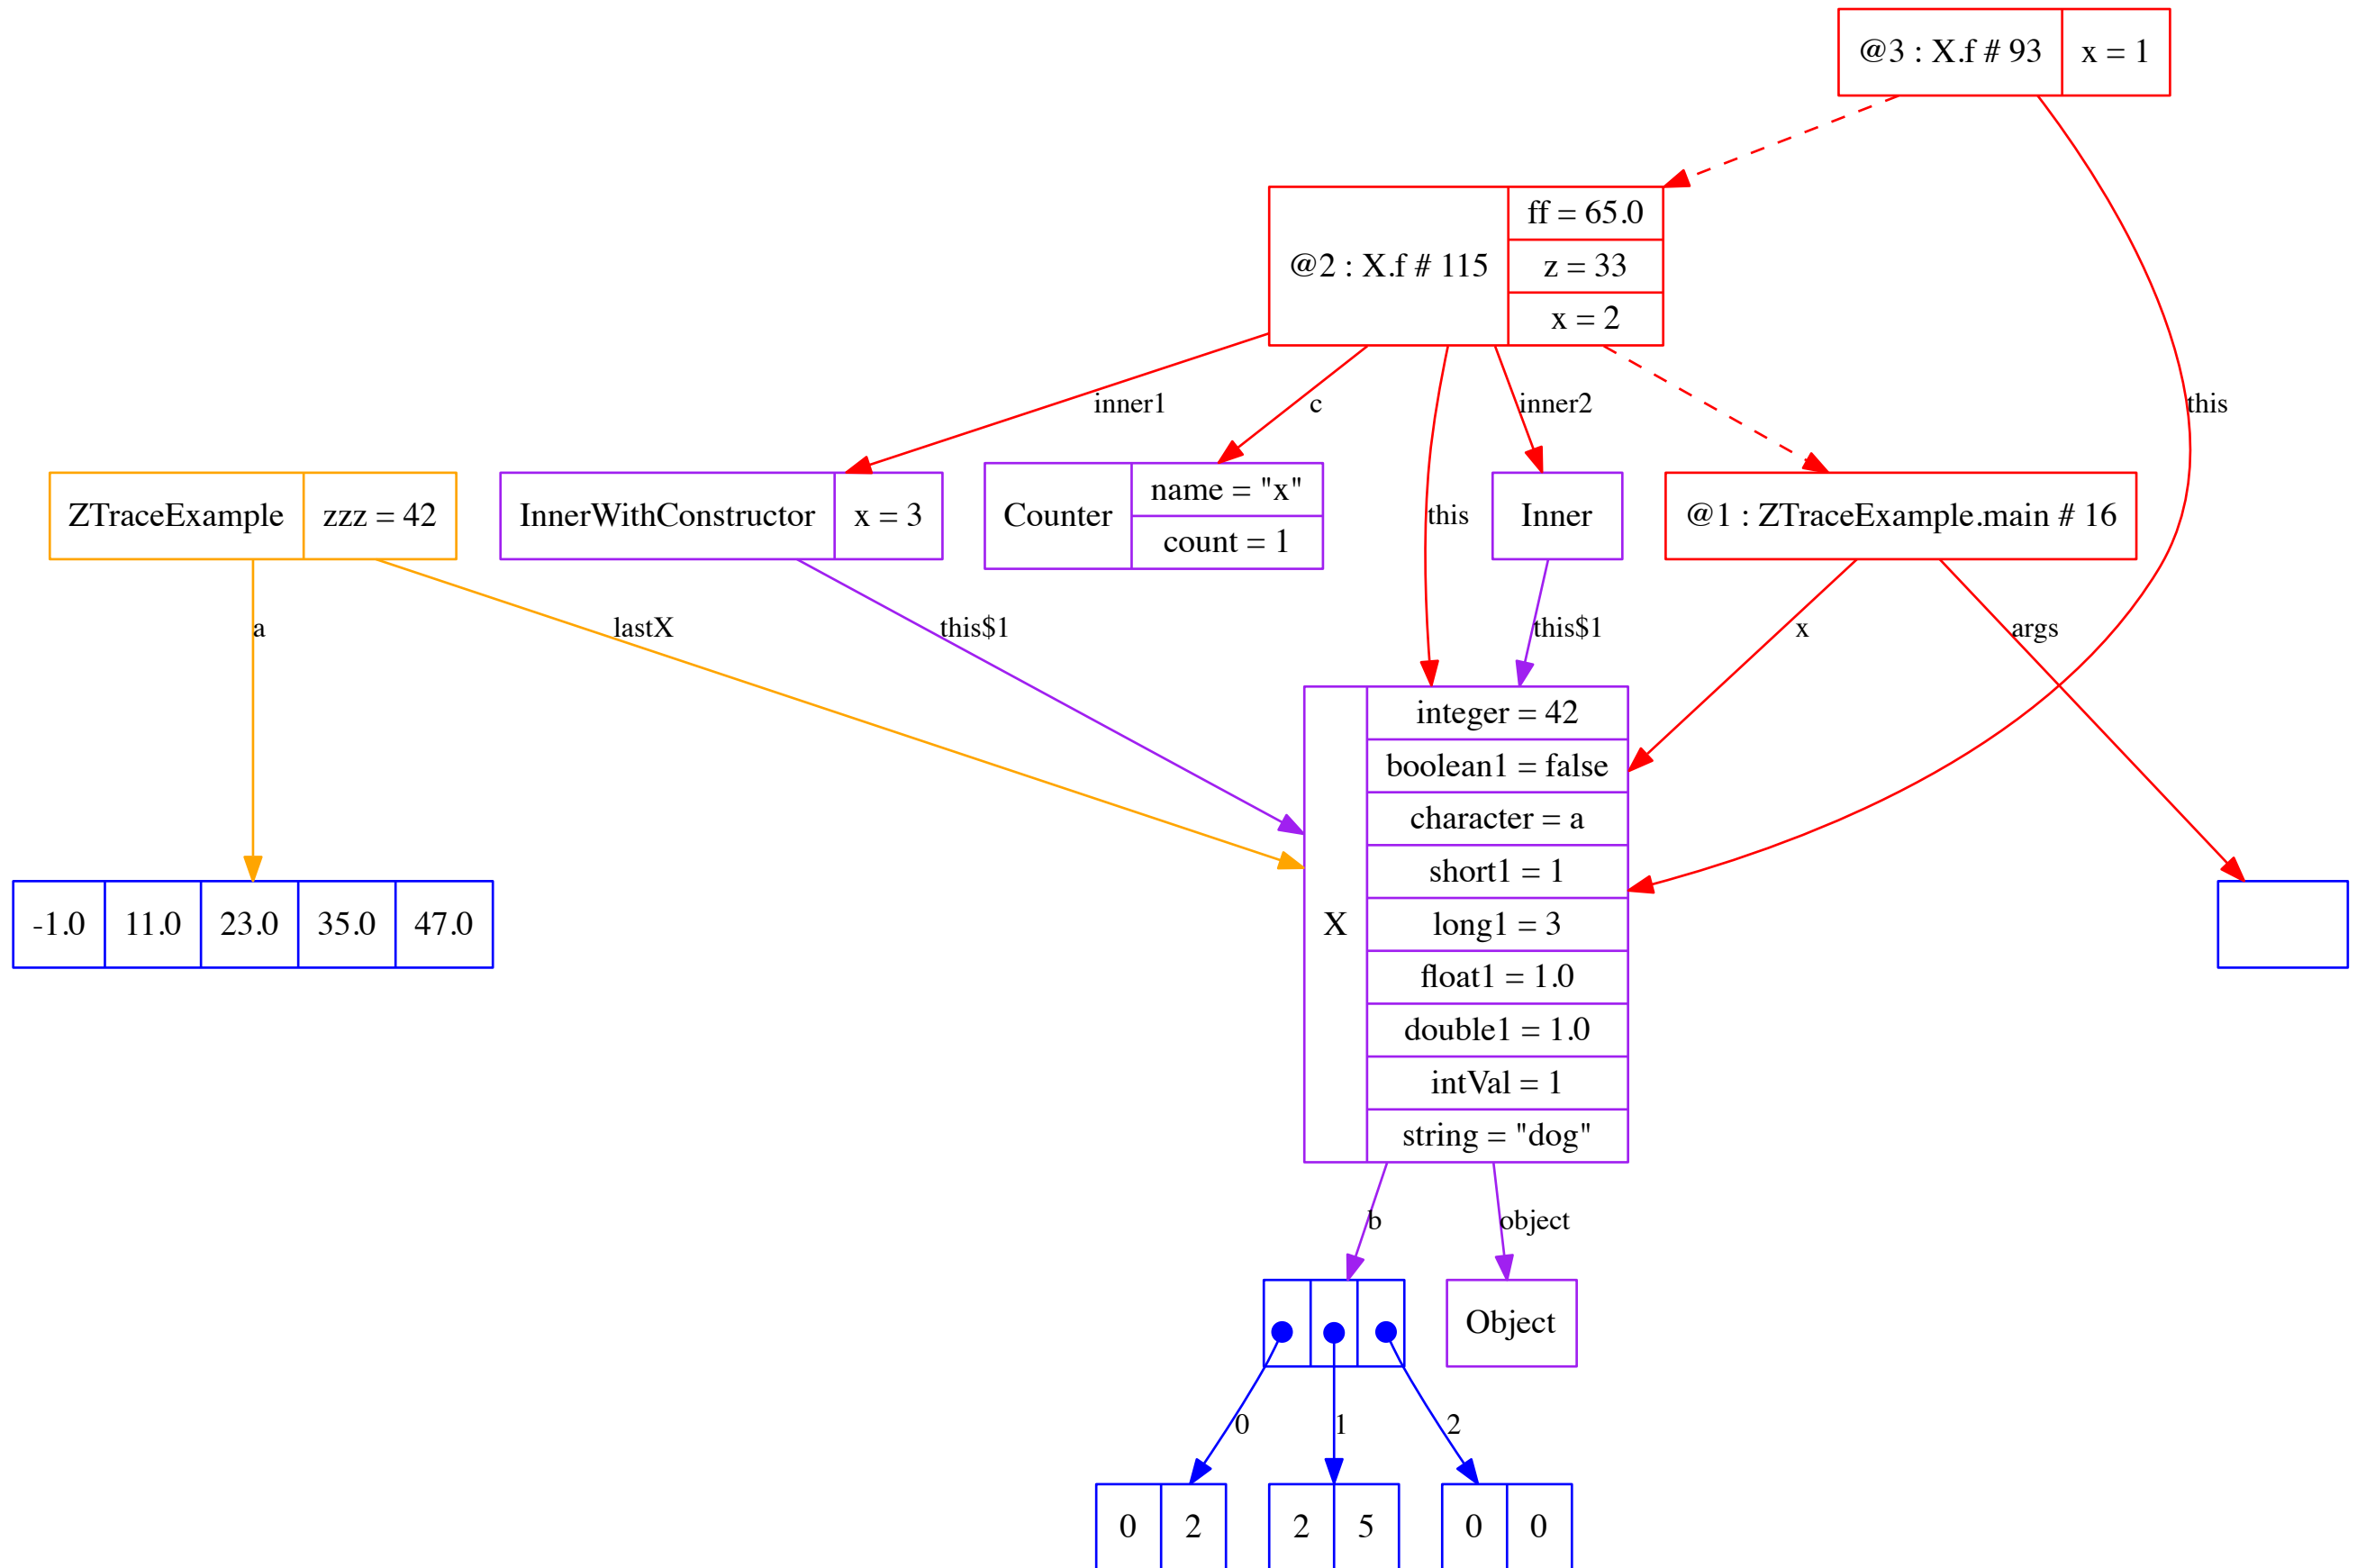 @3 : X.f # 93
x = 1
@2 : X.f # 115
ff = 65.0
z = 33
x = 2
inner1
c
inner2
this
ZTraceExample
zzz = 42
InnerWithConstructor
x = 3
Counter
name = "x"
count = 1
this
Inner
@1 : ZTraceExample.main # 16
a
lastX
this$1
this$1
x
args
X
integer = 42
boolean1 = false
character = a
short1 = 1
long1 = 3
float1 = 1.0
double1 = 1.0
intVal = 1
string = "dog"
-1.0
11.0
23.0
35.0
47.0
b
object
Object
0
1
2
0
2
2
5
0
0